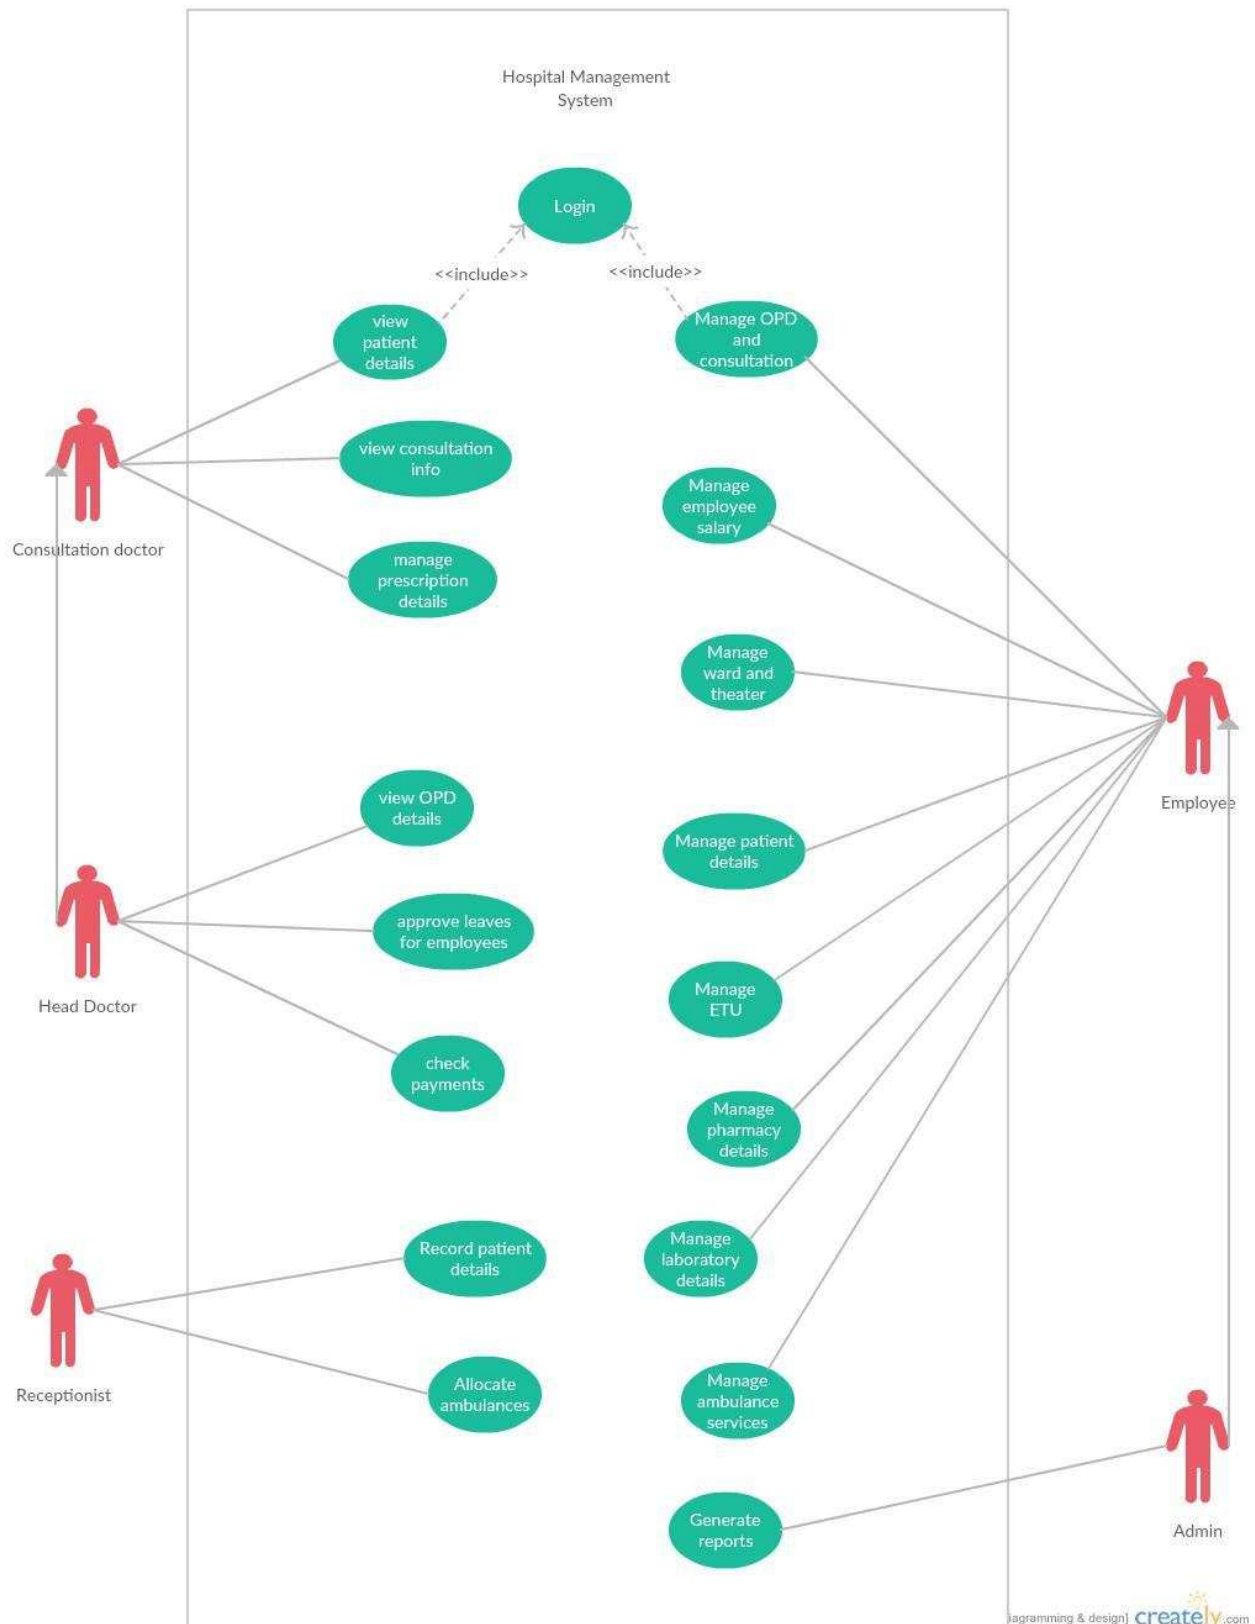 Hospital Management
System
Login
<<include>>
<<include>>
view
patient
details
Manage OPD
and
consultation
view consultation
info
Manage
employee
salary
Consultation doctor
manage
prescription
details
Manage
ward and
theater
view OPD
details
Employee
Manage patient
details
approve leaves
for employees
Manage
ETU
Head Doctor
check
payments
Manage
pharmacy
details
Record patient
details
Manage
laboratory
details
Receptionist
Allocate
ambulances
Manage
ambulance
services
Generate
reports
Admin
iagramming & design] creately.com